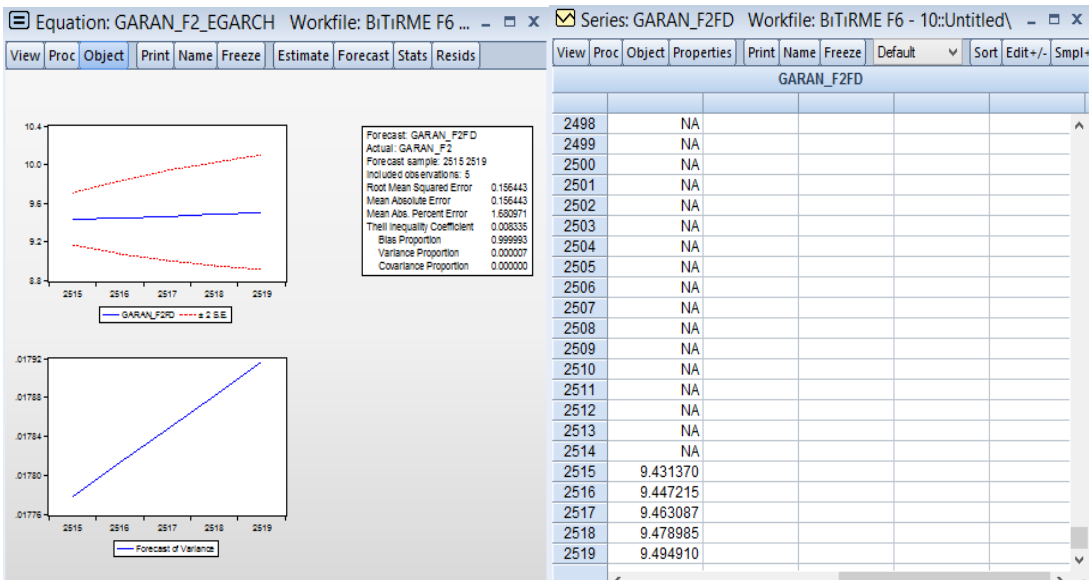 Equation: GARAN_F2_EGARCH Workfile: BiTiRME F6 ...
View Proc Object Print Name Freeze Estimate Forecast Stats Resids
10.4
10.0
9.6
9.2
8.8
2515 2516 2517 2518 2519
GARAN_F2FD ± 2 S.E.
Forecast: GARAN_F2FD
Actual: GARAN_F2
Forecast sample: 2515 2519
Included observations: 5
Root Mean Squared Error 0.156443
Mean Absolute Error 0.156443
Mean Abs. Percent Error 1.680971
Theil Inequality Coefficient 0.008335
Bias Proportion 0.999993
Variance Proportion 0.000007
Covariance Proportion 0.000000
.01792
.01788
.01784
.01780
.01776
2515 2516 2517 2518 2519
Forecast of Variance
Series: GARAN_F2FD Workfile: BiTiRME F6 - 10::Untitled\
View Proc Object Properties Print Name Freeze Default Sort Edit+/- Smpl+
GARAN_F2FD
2498 NA
2499 NA
2500 NA
2501 NA
2502 NA
2503 NA
2504 NA
2505 NA
2506 NA
2507 NA
2508 NA
2509 NA
2510 NA
2511 NA
2512 NA
2513 NA
2514 NA
2515 9.431370
2516 9.447215
2517 9.463087
2518 9.478985
2519 9.494910